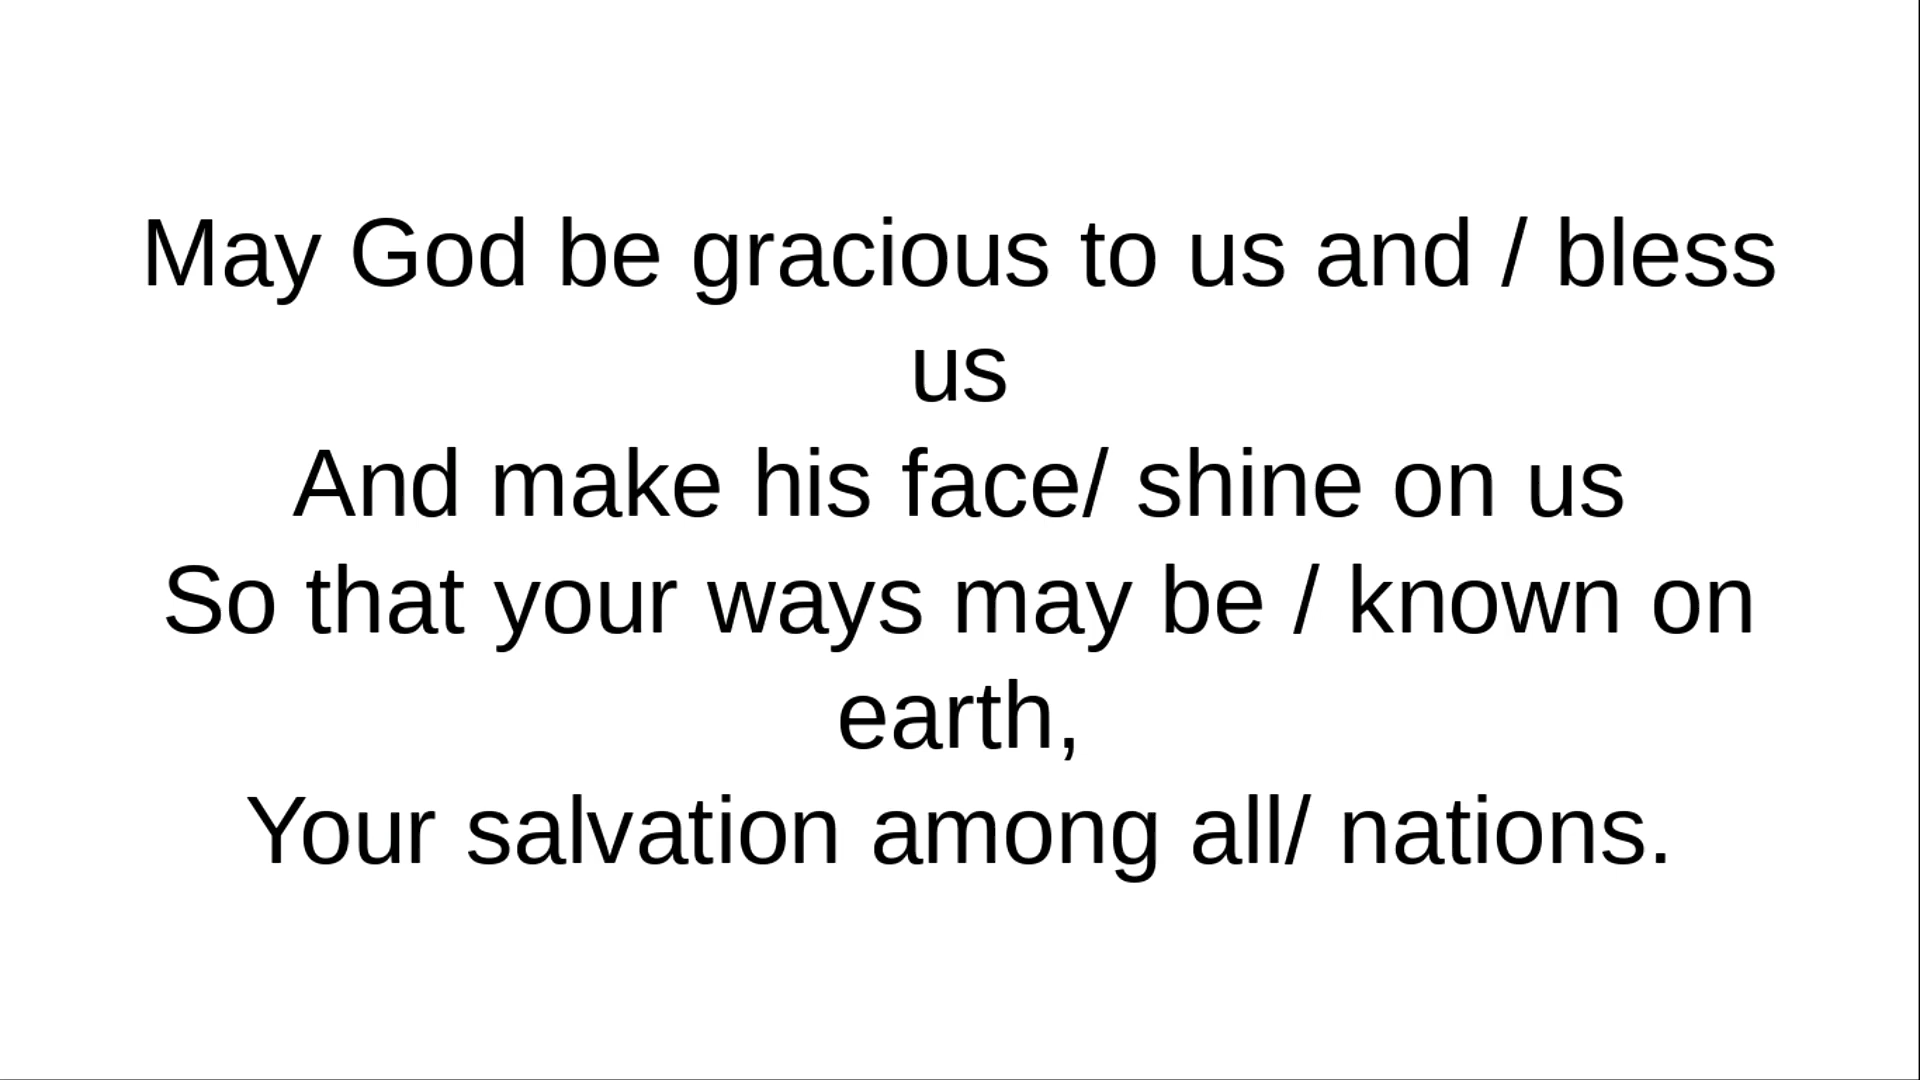 May God be gracious to us and / bless
us
And make his face/ shine on us
So that your ways may be / known on
earth,
Your salvation among all/ nations.